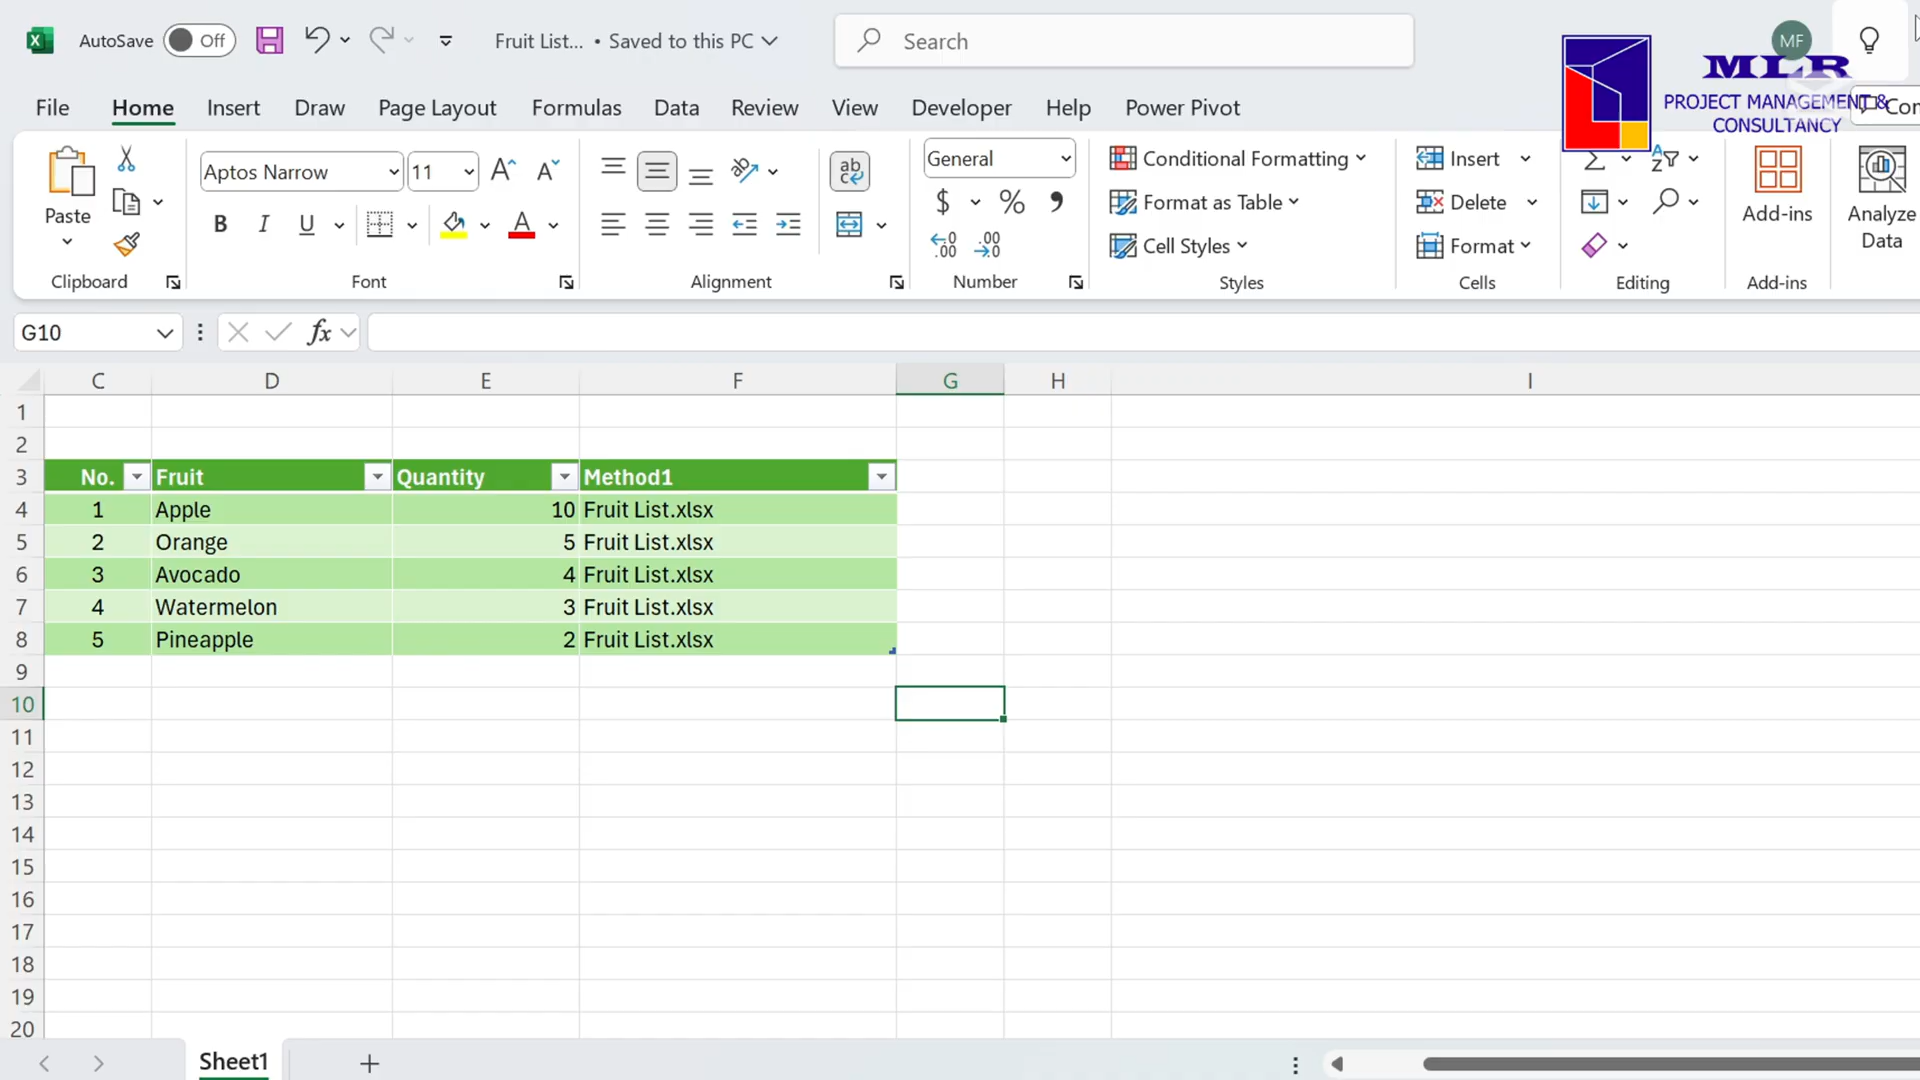 AutoSave Off Fruit List... • Saved to this PC Search MF
MLR
PROJECT MANAGEMENT &
CONSULTANCY
File Home Insert Draw Page Layout Formulas Data Review View Developer Help Power Pivot
Paste
Clipboard
Aptos Narrow 11
B I U
Font
ab
Alignment
General
$ % ,
Number
Conditional Formatting
Format as Table
Cell Styles
Styles
Insert
Delete
Format
Cells
Editing
Add-ins
Add-ins
Analyze
Data
G10 fx
C D E F G H I
1
2
3 No. Fruit Quantity Method1
4 1 Apple 10 Fruit List.xlsx
5 2 Orange 5 Fruit List.xlsx
6 3 Avocado 4 Fruit List.xlsx
7 4 Watermelon 3 Fruit List.xlsx
8 5 Pineapple 2 Fruit List.xlsx
9
10
11
12
13
14
15
16
17
18
19
20
Sheet1